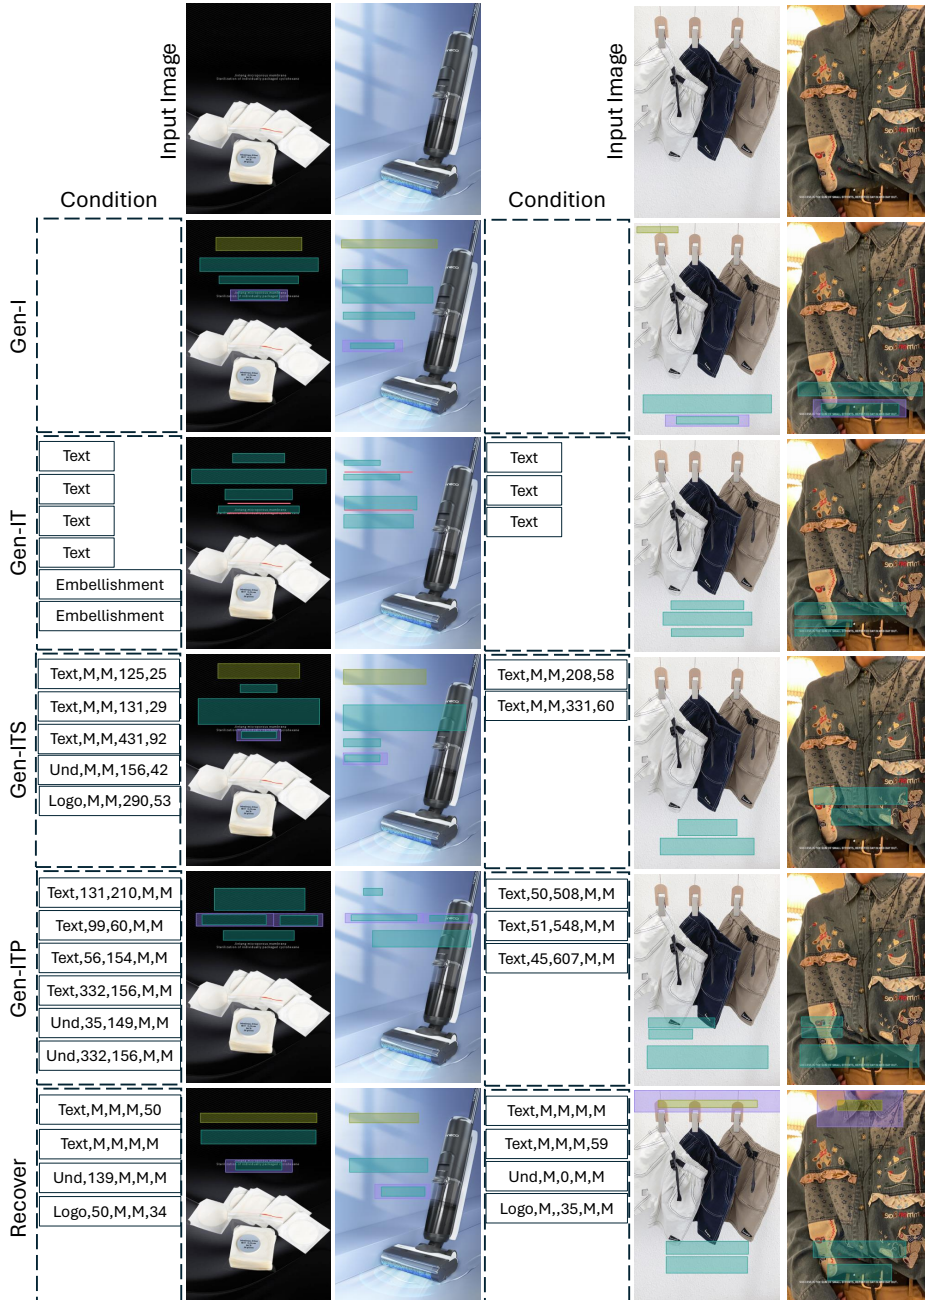 Input Image
Input Image
Condition
Condition
Gen-I
Gen-IT
Text
Text
Text
Text
Embellishment
Embellishment
Text
Text
Text
Gen-ITS
Text,M,M,125,25
Text,M,M,131,29
Text,M,M,431,92
Und,M,M,156,42
Logo,M,M,290,53
Text,M,M,208,58
Text,M,M,331,60
Gen-ITP
Text,131,210,M,M
Text,99,60,M,M
Text,56,154,M,M
Text,332,156,M,M
Und,35,149,M,M
Und,332,156,M,M
Text,50,508,M,M
Text,51,548,M,M
Text,45,607,M,M
Recover
Text,M,M,M,50
Text,M,M,M,M
Und,139,M,M,M
Logo,50,M,M,34
Text,M,M,M,M
Text,M,M,M,59
Und,M,0,M,M
Logo,M,,35,M,M